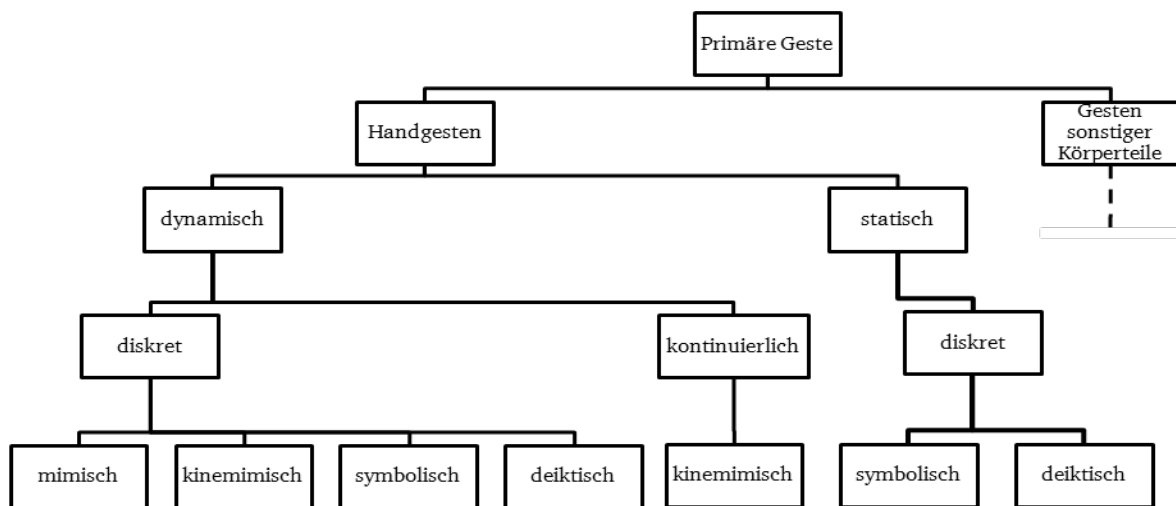 Primäre Geste
Handgesten
Gesten
sonstiger
Körperteile
dynamisch
statisch
diskret
kontinuierlich
diskret
mimisch
kinemimisch
symbolisch
deiktisch
kinemimisch
symbolisch
deiktisch